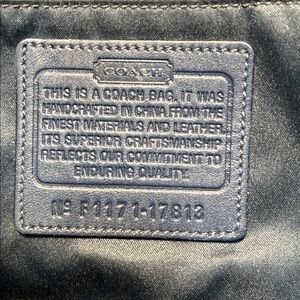 COACH
THIS IS A COACH BAG. IT WAS
HANDCRAFTED IN CHINA FROM THE
FINEST MATERIALS AND LEATHER.
ITS SUPERIOR CRAFTSMANSHIP
REFLECTS OUR COMMITMENT TO
ENDURING QUALITY.
Nº F1171-17813